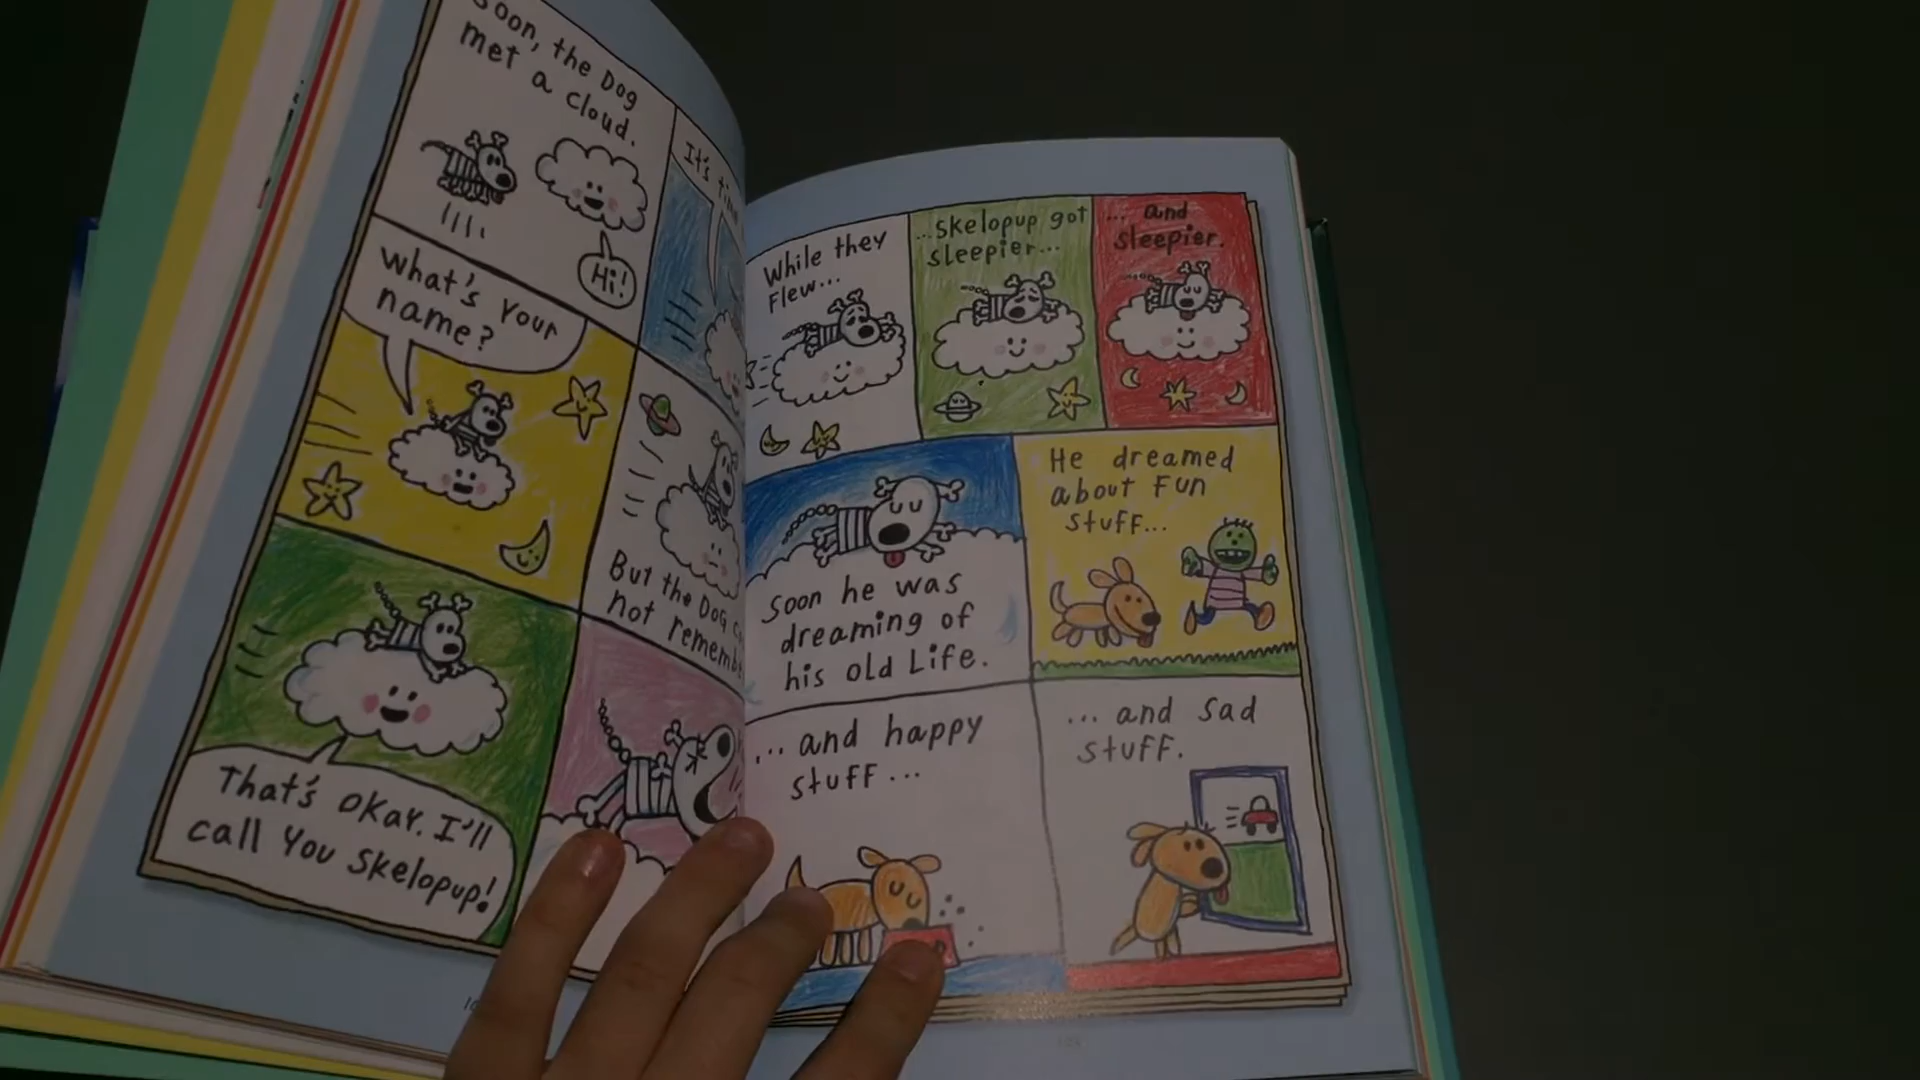 Soon, the Dog
met a cloud.
Hi!
It's time
What's your
name?
But the Dog
not
That's okay. I'll
call you Skelopup!
While they
flew...
...Skelopup got
sleepier...
... and
sleepier.
Soon he was
dreaming of
his old life.
He dreamed
about fun
stuff...
... and happy
stuff...
... and sad
stuff.